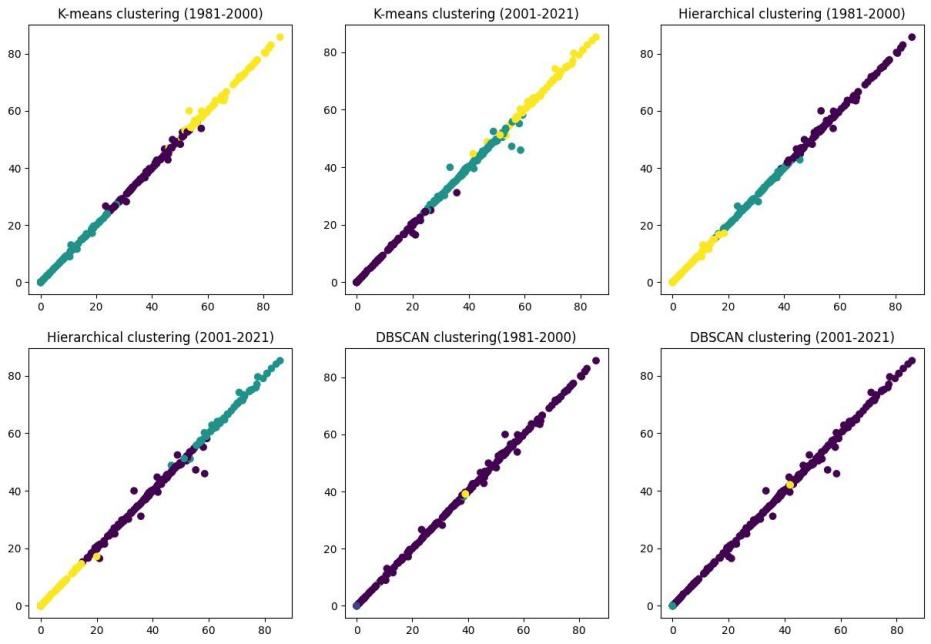 K-means clustering (1981-2000)
K-means clustering (2001-2021)
Hierarchical clustering (1981-2000)
80
60
40
20
0
0 20 40 60 80
80
60
40
20
0
0 20 40 60 80
80
60
40
20
0
0 20 40 60 80
Hierarchical clustering (2001-2021)
DBSCAN clustering(1981-2000)
DBSCAN clustering (2001-2021)
80
60
40
20
0
0 20 40 60 80
80
60
40
20
0
0 20 40 60 80
80
60
40
20
0
0 20 40 60 80